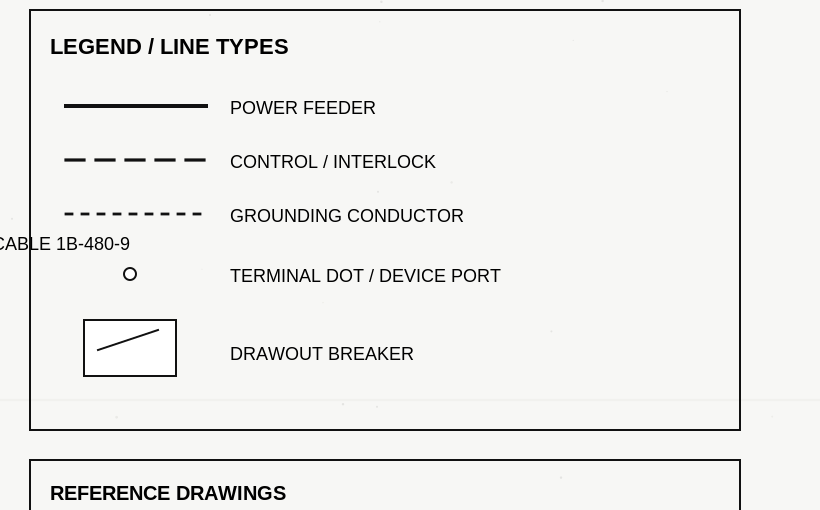 LEGEND / LINE TYPES
POWER FEEDER
CONTROL / INTERLOCK
GROUNDING CONDUCTOR
CABLE 1B-480-9
TERMINAL DOT / DEVICE PORT
DRAWOUT BREAKER
REFERENCE DRAWINGS